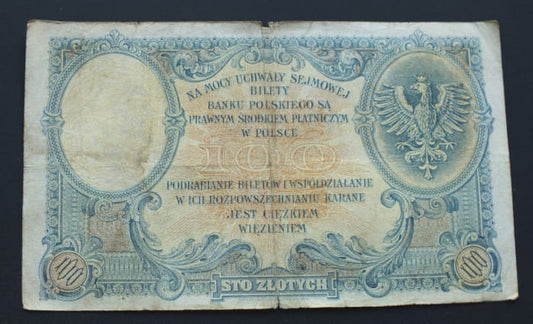 NA MOCY UCHWAŁY SEJMOWEJ
BILETY
BANKU POLSKIEGO SĄ
PRAWNYM ŚRODKIEM PŁATNICZYM
W POLSCE
100
PODRABIANIE BILETÓW I WSPÓŁDZIAŁANIE
W ICH ROZPOWSZECHNIANIU KARANE
JEST CIĘŻKIEM
WIĘZIENIEM
100
STO ZŁOTYCH
100